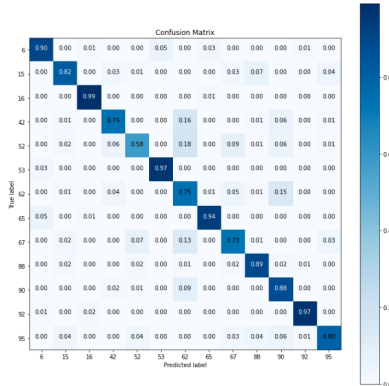 Confusion Matrix
6 0.90 0.00 0.01 0.00 0.00 0.05 0.00 0.03 0.00 0.00 0.00 0.01 0.00
15 0.00 0.82 0.00 0.03 0.01 0.00 0.00 0.00 0.03 0.07 0.00 0.00 0.04
16 0.00 0.00 0.99 0.00 0.00 0.00 0.00 0.01 0.00 0.00 0.00 0.00 0.00
42 0.00 0.00 0.00 0.74 0.02 0.00 0.16 0.00 0.00 0.01 0.06 0.00 0.01
52 0.00 0.02 0.00 0.06 0.58 0.00 0.18 0.00 0.09 0.01 0.06 0.00 0.01
53 0.03 0.00 0.00 0.00 0.00 0.97 0.00 0.00 0.00 0.00 0.00 0.00 0.00
62 0.00 0.01 0.00 0.04 0.00 0.00 0.75 0.01 0.05 0.01 0.15 0.00 0.00
65 0.05 0.00 0.01 0.00 0.00 0.00 0.00 0.94 0.00 0.00 0.00 0.00 0.00
67 0.00 0.02 0.00 0.00 0.07 0.00 0.13 0.00 0.73 0.01 0.00 0.00 0.03
88 0.00 0.02 0.00 0.02 0.01 0.00 0.02 0.00 0.01 0.89 0.02 0.01 0.00
90 0.00 0.00 0.00 0.02 0.01 0.00 0.09 0.00 0.00 0.00 0.88 0.00 0.00
92 0.01 0.00 0.02 0.00 0.00 0.00 0.00 0.00 0.00 0.00 0.00 0.97 0.00
95 0.00 0.04 0.00 0.04 0.00 0.00 0.00 0.00 0.03 0.04 0.06 0.01 0.80
6 15 16 42 52 53 62 65 67 88 90 92 95
True label
Predicted label